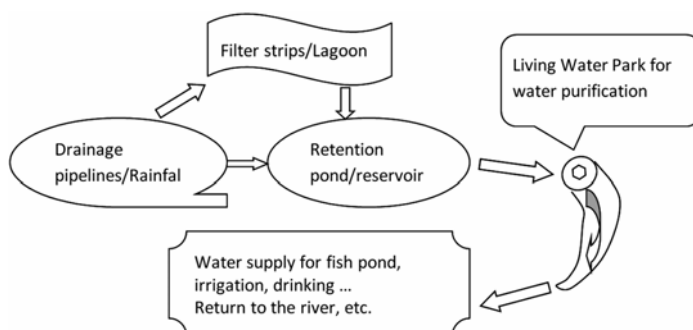 Filter strips/Lagoon
Living Water Park for
water purification
Drainage
pipelines/Rainfal
Retention
pond/reservoir
Water supply for fish pond,
irrigation, drinking ...
Return to the river, etc.